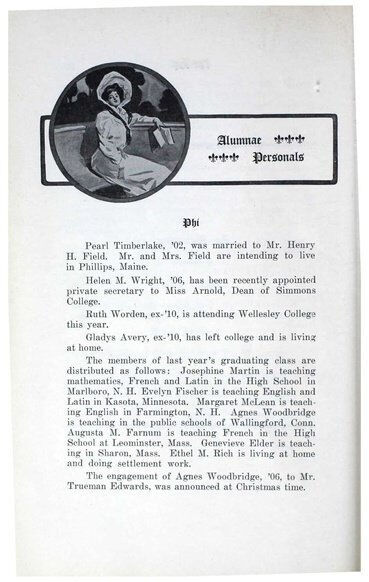 Alumnae
Personals
Phi
Pearl Timberlake, '02, was married to Mr. Henry
H. Field. Mr. and Mrs. Field are intending to live
in Phillips, Maine.
Helen M. Wright, '06, has been recently appointed
private secretary to Miss Arnold, Dean of Simmons
College.
Ruth Worden, ex-'10, is attending Wellesley College
this year.
Gladys Avery, ex-'10, has left college and is living
at home.
The members of last year's graduating class are
distributed as follows: Josephine Martin is teaching
mathematics, French and Latin in the High School in
Marlboro, N. H. Evelyn Fischer is teaching English and
Latin in Kasota, Minnesota. Margaret McLean is teach-
ing English in Farmington, N. H. Agnes Woodbridge
is teaching in the public schools of Wallingford, Conn.
Augusta M. Farnum is teaching French in the High
School at Leominster, Mass. Genevieve Elder is teach-
ing in Sharon, Mass. Ethel M. Rich is living at home
and doing settlement work.
The engagement of Agnes Woodbridge, '06, to Mr.
Trueman Edwards, was announced at Christmas time.